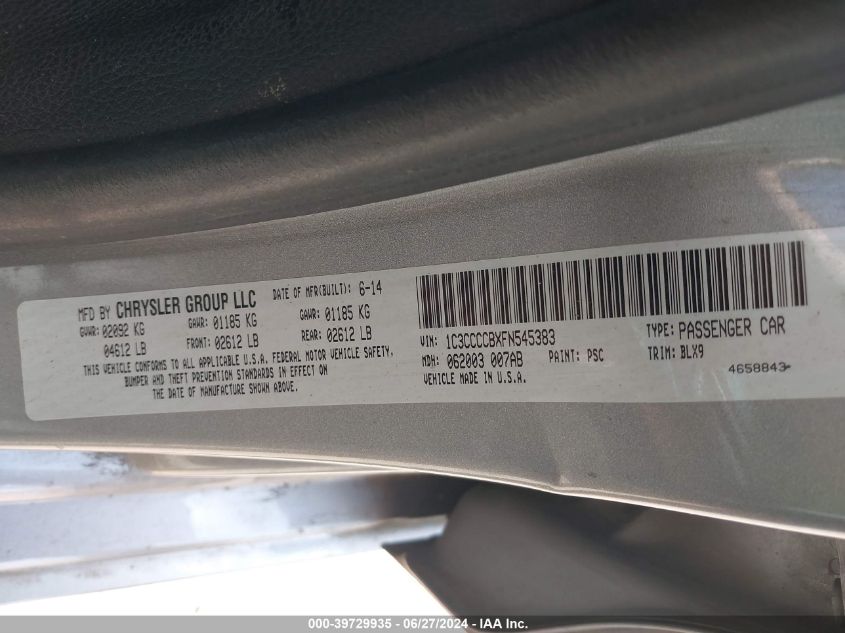 MFD BY CHRYSLER GROUP LLC DATE OF MFR(BUILT): 6-14
GVWR: 02092 KG GAWR: 01185 KG GAWR: 01185 KG
04612 LB FRONT: 02612 LB REAR: 02612 LB
THIS VEHICLE CONFORMS TO ALL APPLICABLE U.S.A. FEDERAL MOTOR VEHICLE SAFETY,
BUMPER AND THEFT PREVENTION STANDARDS IN EFFECT ON
THE DATE OF MANUFACTURE SHOWN ABOVE.
VIN: 1C3CCCCBXFN545383 TYPE: PASSENGER CAR
MDH: 062003 007AB PAINT: PSC TRIM: BLX9
VEHICLE MADE IN U.S.A. 4658843
000-39729935 - 06/27/2024 - IAA Inc.